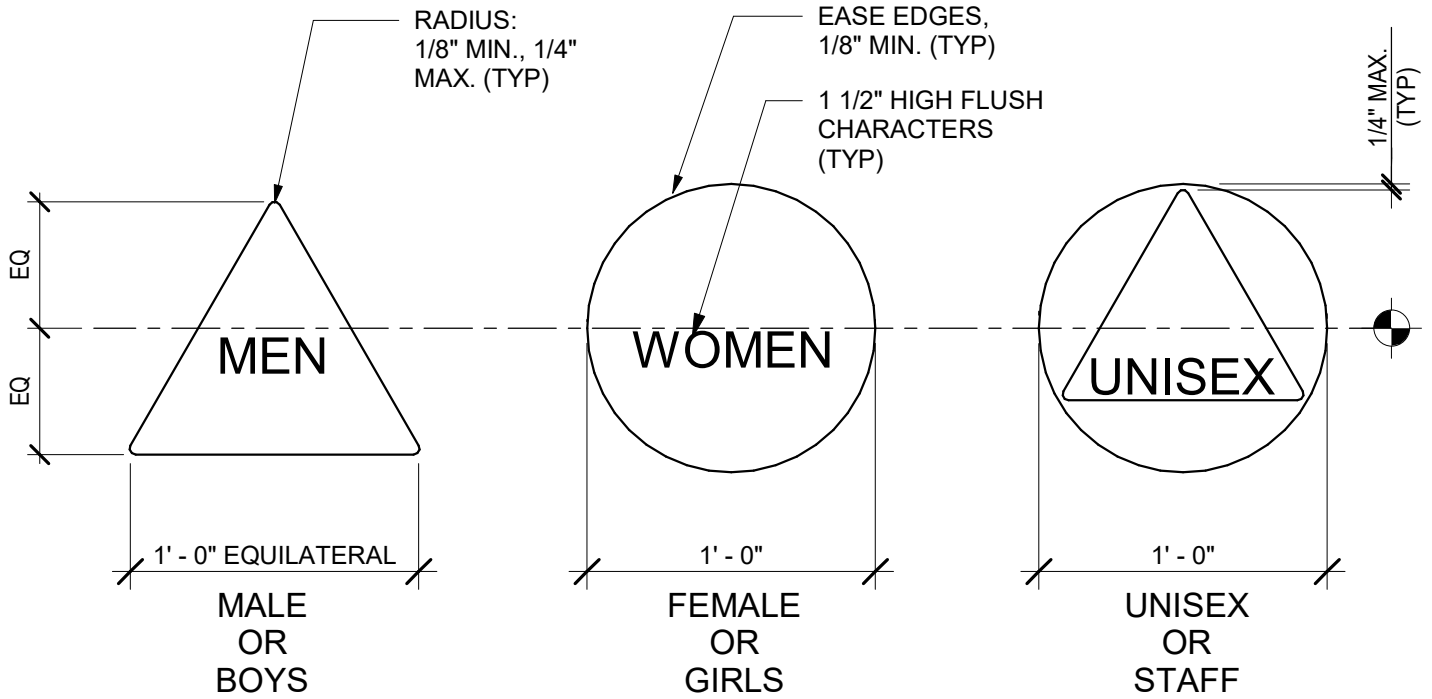 RADIUS:
1/8" MIN., 1/4"
MAX. (TYP)
EASE EDGES,
1/8" MIN. (TYP)
1 1/2" HIGH FLUSH
CHARACTERS
(TYP)
1/4" MAX.
(TYP)
EQ
EQ
MEN
WOMEN
UNISEX
1' - 0" EQUILATERAL
1' - 0"
1' - 0"
MALE
OR
BOYS
FEMALE
OR
GIRLS
UNISEX
OR
STAFF